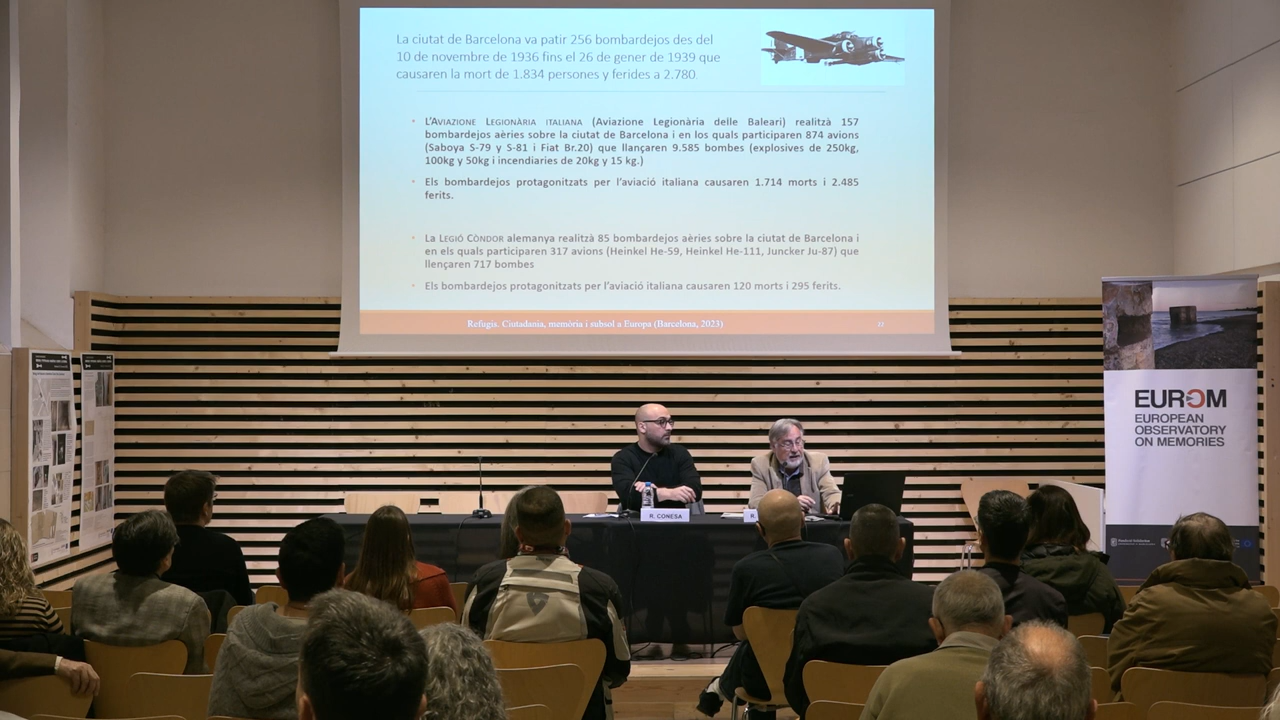 La ciutat de Barcelona va patir 256 bombardejos des del
10 de novembre de 1936 fins el 26 de gener de 1939 que
causaren la mort de 1.834 persones y ferides a 2.780.
• L’Aviazione Legionària italiana (Aviazione Legionària delle Baleari) realitzà 157
bombardejos aèries sobre la ciutat de Barcelona i en los quals participaren 874 avions
(Saboya S-79 y S-81 i Fiat Br.20) que llançaren 9.585 bombes (explosives de 250kg,
100kg y 50kg i incendiaries de 20kg y 15 kg.)
• Els bombardejos protagonitzats per l’aviació italiana causaren 1.714 morts i 2.485
ferits.
• La Legió Còndor alemanya realitzà 85 bombardejos aèries sobre la ciutat de Barcelona i
en els quals participaren 317 avions (Heinkel He-59, Heinkel He-111, Juncker Ju-87) que
llençaren 717 bombes
• Els bombardejos protagonitzats per l’aviació italiana causaren 120 morts i 295 ferits.
Refugis. Ciutadania, memòria i subsol a Europa (Barcelona, 2023)
EUROM
EUROPEAN
OBSERVATORY
ON MEMORIES
R. CONESA
R.